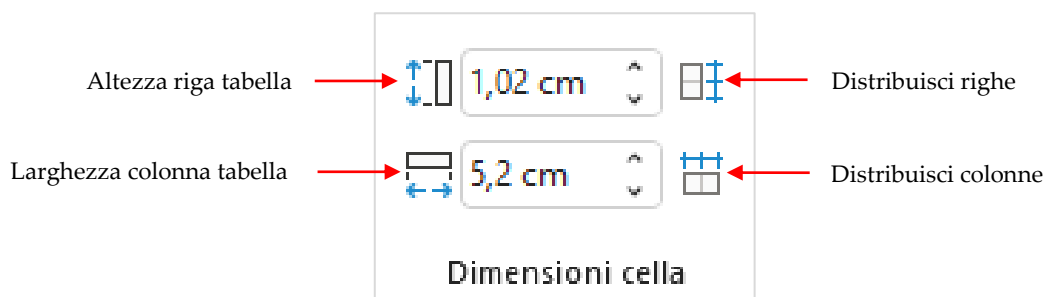 Altezza riga tabella
1,02 cm
Distribuisci righe
Larghezza colonna tabella
5,2 cm
Distribuisci colonne
Dimensioni cella